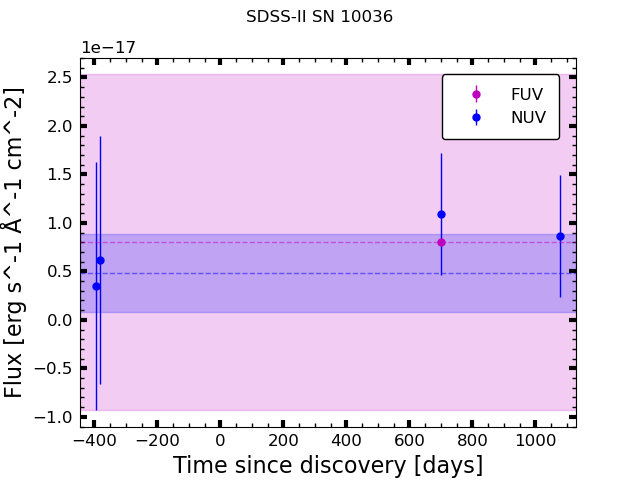 SDSS-II SN 10036
1e−17
FUV
NUV
2.5
2.0
1.5
1.0
0.5
0.0
−0.5
−1.0
Flux [erg s^-1 Å^-1 cm^-2]
−400 −200 0 200 400 600 800 1000
Time since discovery [days]